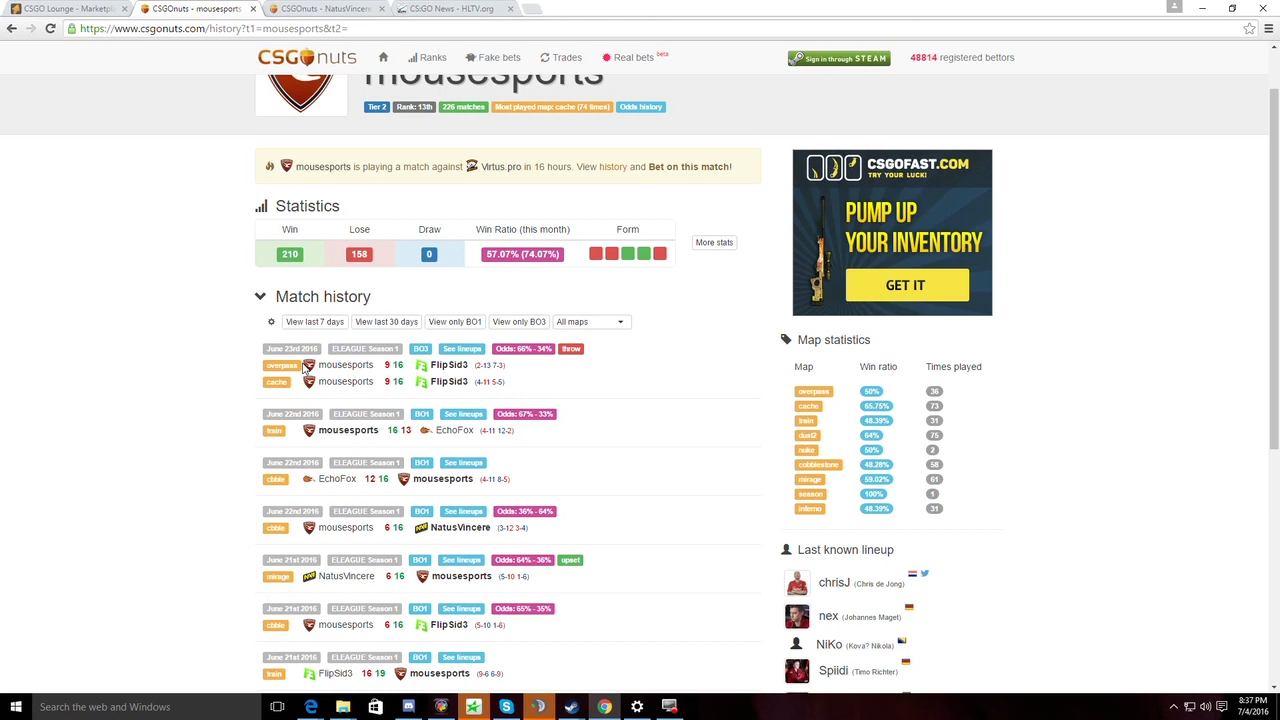 CSGO Lounge - Marketpl
CSGOnuts - mousesports
CSGOnuts - NatusVincere
CS:GO News - HLTV.org
https://www.csgonuts.com/history?t1=mousesports&t2=
CSGOnuts
Ranks
Fake bets
Trades
Real bets beta
Sign in through STEAM
48814 registered bettors
mousesports
Tier 2 Rank: 13th 226 matches Most played map: cache (74 times) Odds history
mousesports is playing a match against Virtus.pro in 16 hours. View history and Bet on this match!
Statistics
Win Lose Draw Win Ratio (this month) Form
210 158 0 57.07% (74.07%)
More stats
Match history
View last 7 days View last 30 days View only BO1 View only BO3 All maps
June 23rd 2016 ELEAGUE Season 1 BO3 See lineups Odds: 66% - 34% throw
overpass mousesports 9 16 FlipSid3 (2-13 7-3)
cache mousesports 9 16 FlipSid3 (4-11 5-5)
June 22nd 2016 ELEAGUE Season 1 BO1 See lineups Odds: 67% - 33%
train mousesports 16 13 EchoFox (4-11 12-2)
June 22nd 2016 ELEAGUE Season 1 BO1 See lineups
cbble EchoFox 12 16 mousesports (4-11 8-5)
June 22nd 2016 ELEAGUE Season 1 BO1 See lineups Odds: 36% - 64%
cbble mousesports 6 16 NatusVincere (3-12 3-4)
June 21st 2016 ELEAGUE Season 1 BO1 See lineups Odds: 64% - 36% upset
mirage NatusVincere 6 16 mousesports (5-10 1-6)
June 21st 2016 ELEAGUE Season 1 BO1 See lineups Odds: 65% - 35%
cbble mousesports 6 16 FlipSid3 (5-10 1-6)
June 21st 2016 ELEAGUE Season 1 BO1 See lineups
train FlipSid3 16 19 mousesports (9-6 6-9)
CSGOFAST.COM
TRY YOUR LUCK!
PUMP UP
YOUR INVENTORY
GET IT
Map statistics
Map Win ratio Times played
overpass 50% 36
cache 65.75% 73
train 48.39% 31
dust2 64% 75
nuke 50% 2
cobblestone 48.28% 58
mirage 59.02% 61
season 100% 1
inferno 48.39% 31
Last known lineup
chrisJ (Chris de Jong)
nex (Johannes Maget)
NiKo (Kova? Nikola)
Spiidi (Timo Richter)
Search the web and Windows
8:37 PM
7/4/2016